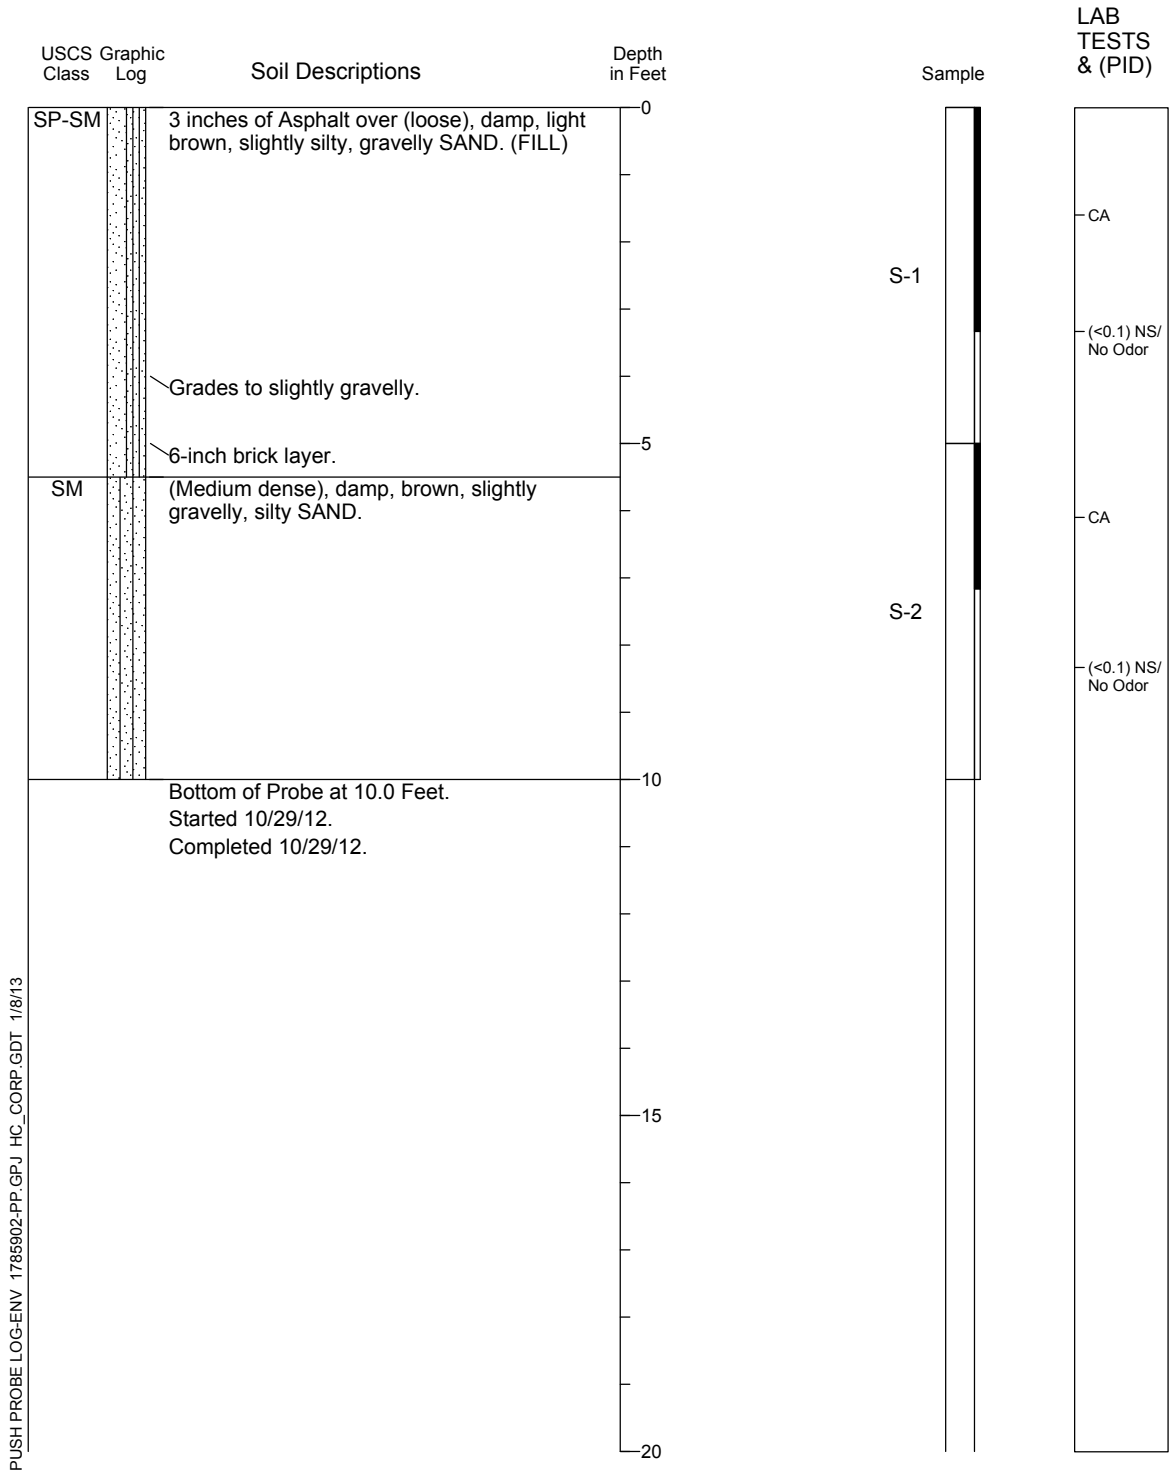 LAB
TESTS
& (PID)
USCS Graphic
Class Log
Soil Descriptions
Depth
in Feet
Sample
SP-SM
3 inches of Asphalt over (loose), damp, light
brown, slightly silty, gravelly SAND. (FILL)
0
CA
S-1
(<0.1) NS/
No Odor
Grades to slightly gravelly.
5
6-inch brick layer.
SM
(Medium dense), damp, brown, slightly
gravelly, silty SAND.
CA
S-2
(<0.1) NS/
No Odor
10
Bottom of Probe at 10.0 Feet.
Started 10/29/12.
Completed 10/29/12.
15
20
PUSH PROBE LOG-ENV 1785902-PP.GPJ HC_CORP.GDT 1/8/13